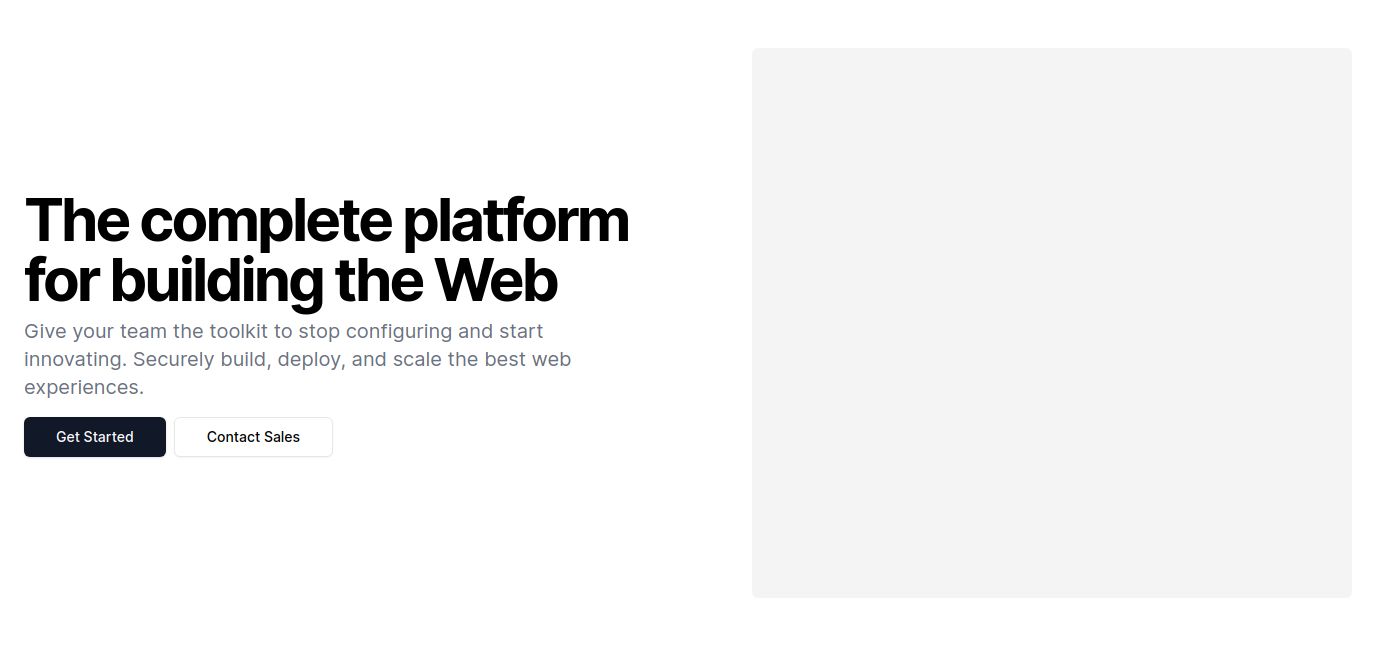 The complete platform
for building the Web
Give your team the toolkit to stop configuring and start
innovating. Securely build, deploy, and scale the best web
experiences.
Get Started
Contact Sales